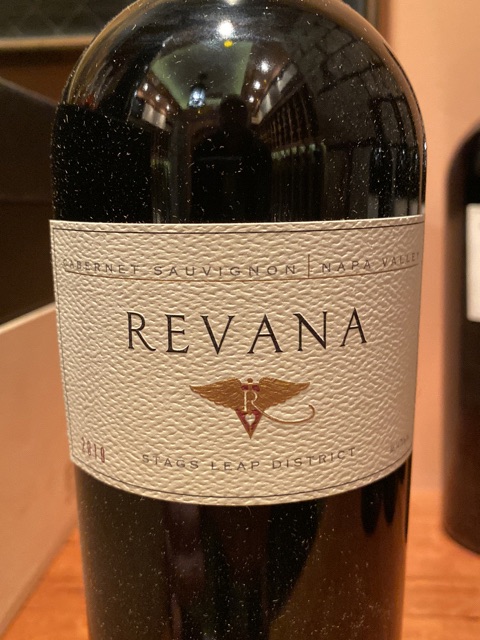 CABERNET SAUVIGNON | NAPA VALLEY
REVANA
R
2019
STAGS LEAP DISTRICT